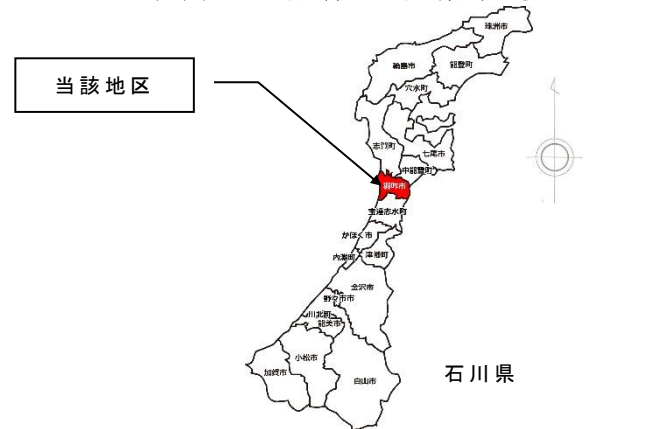 珠洲市
輪島市
能登町
穴水町
当該地区
志賀町
七尾市
中能登町
羽咋市
宝達志水町
かほく市
内灘町
津幡町
金沢市
野々市市
川北町
能美市
小松市
加賀市
白山市
石川県